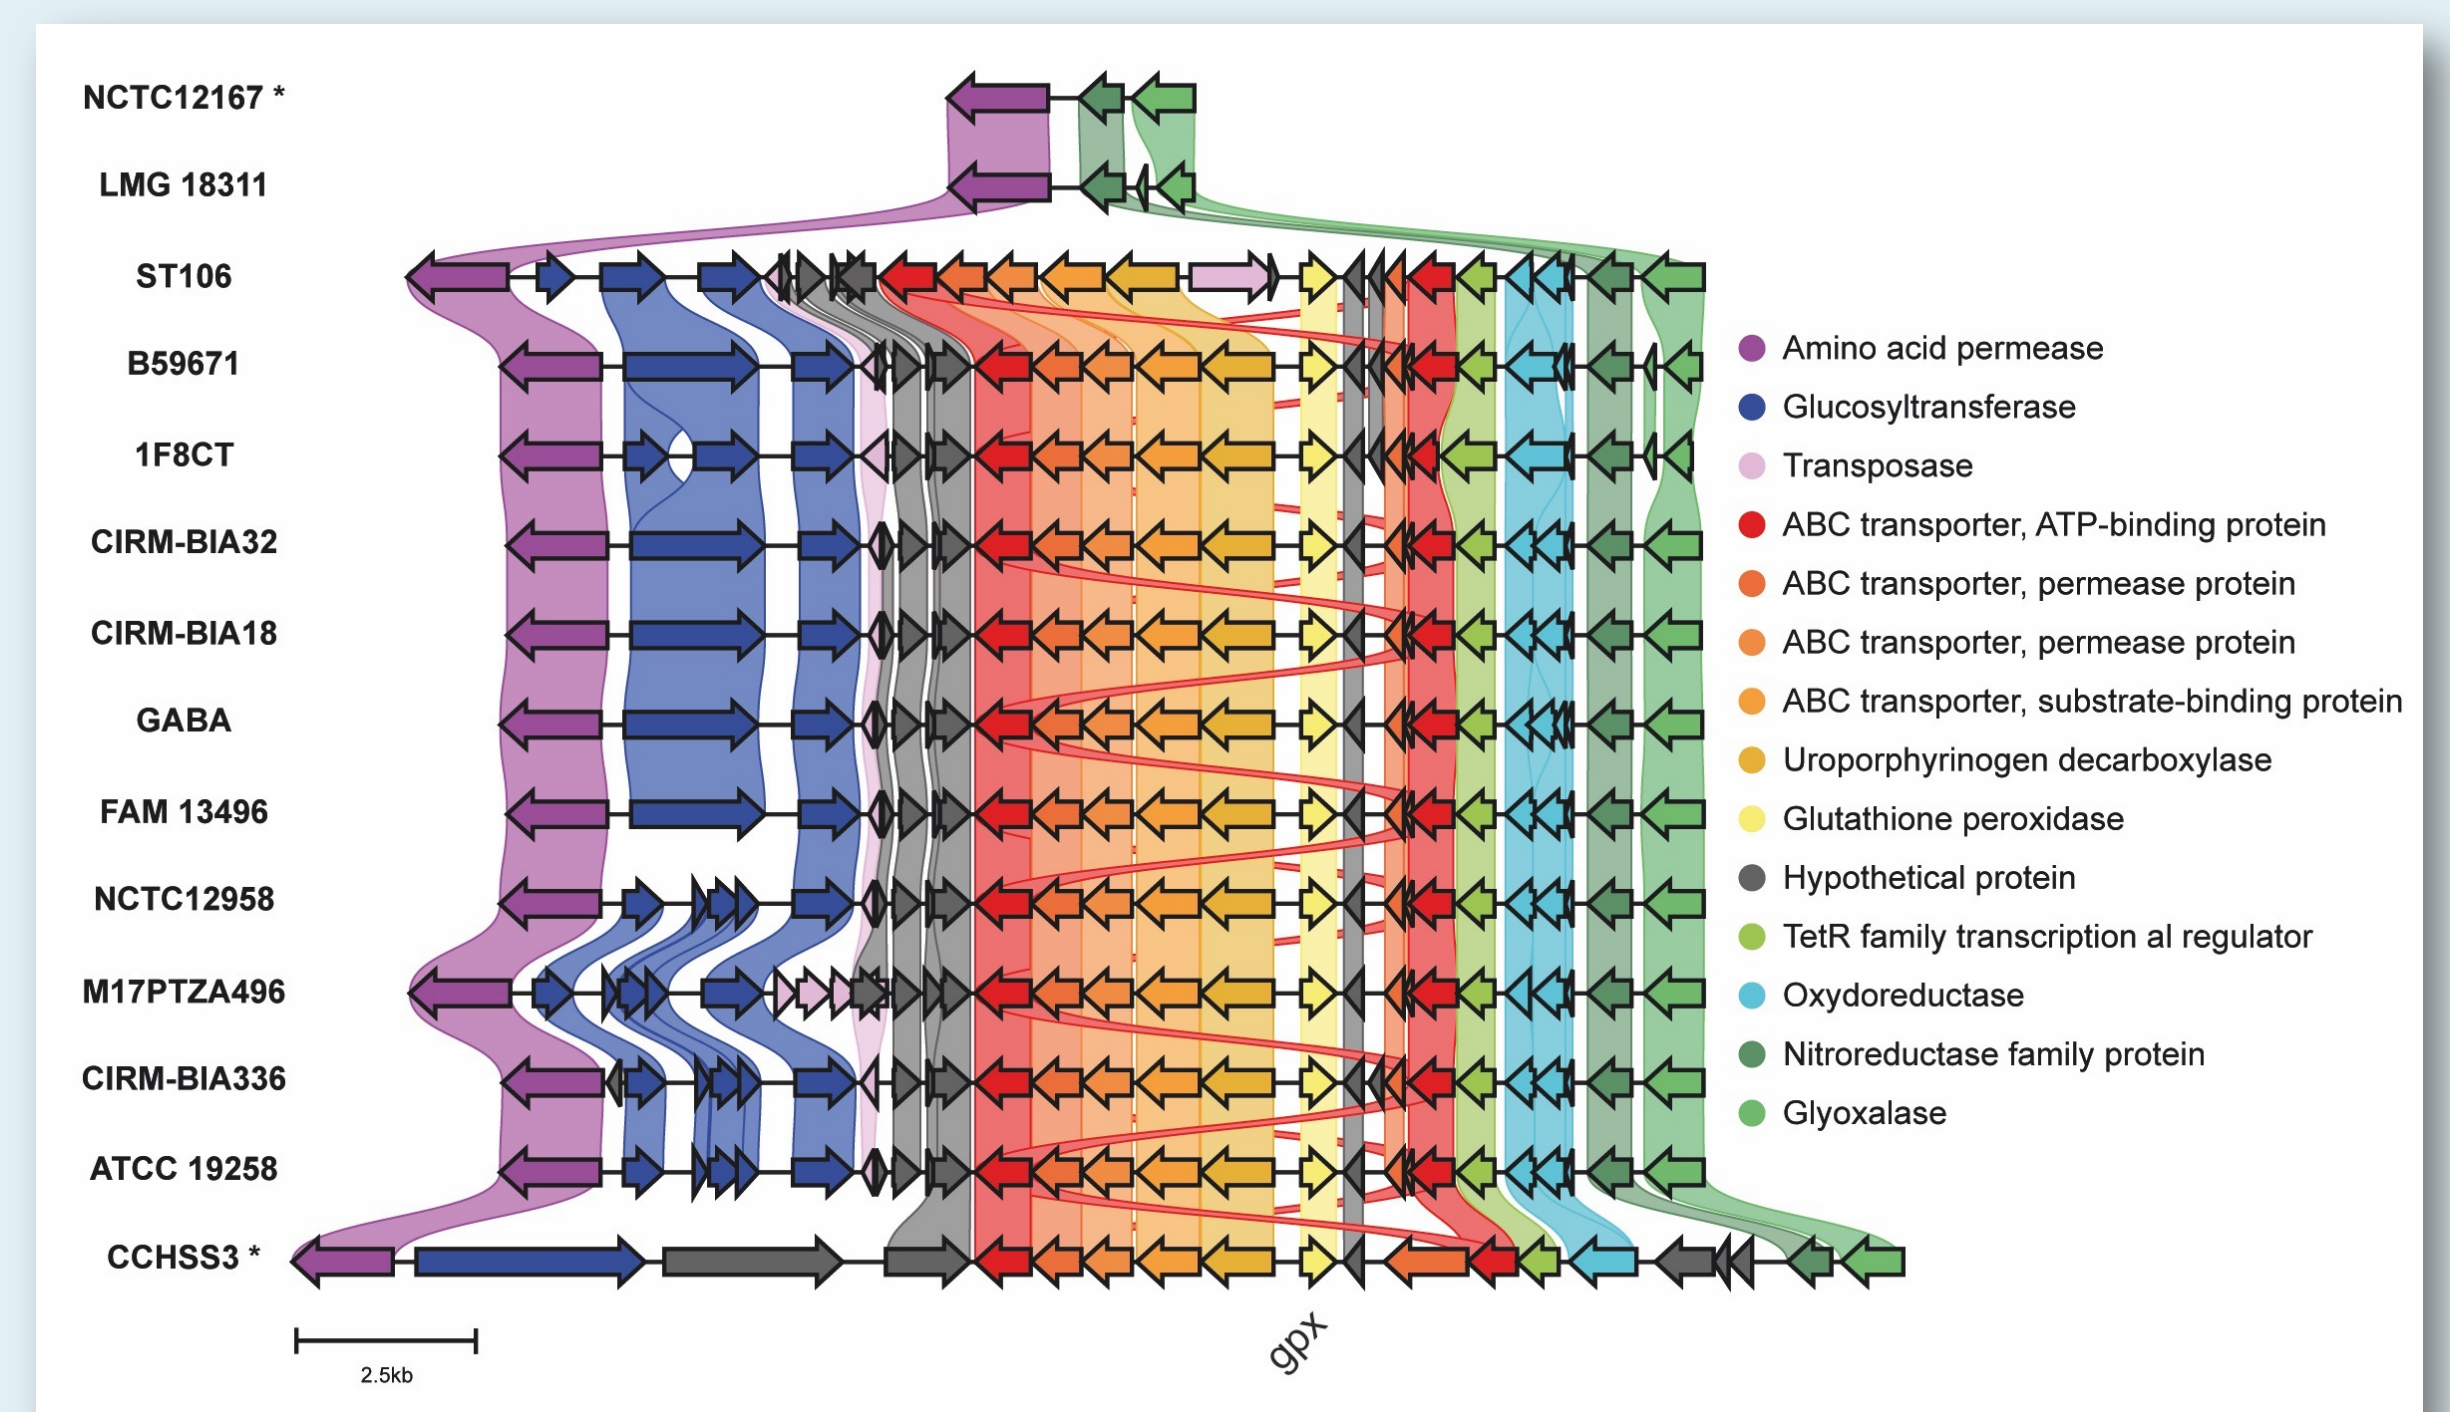 NCTC12167 *
LMG 18311
ST106
B59671
1F8CT
CIRM-BIA32
CIRM-BIA18
GABA
FAM 13496
NCTC12958
M17PTZA496
CIRM-BIA336
ATCC 19258
CCHSS3 *
2.5kb
gpx
Amino acid permease
Glucosyltransferase
Transposase
ABC transporter, ATP-binding protein
ABC transporter, permease protein
ABC transporter, permease protein
ABC transporter, substrate-binding protein
Uroporphyrinogen decarboxylase
Glutathione peroxidase
Hypothetical protein
TetR family transcription al regulator
Oxydoreductase
Nitroreductase family protein
Glyoxalase